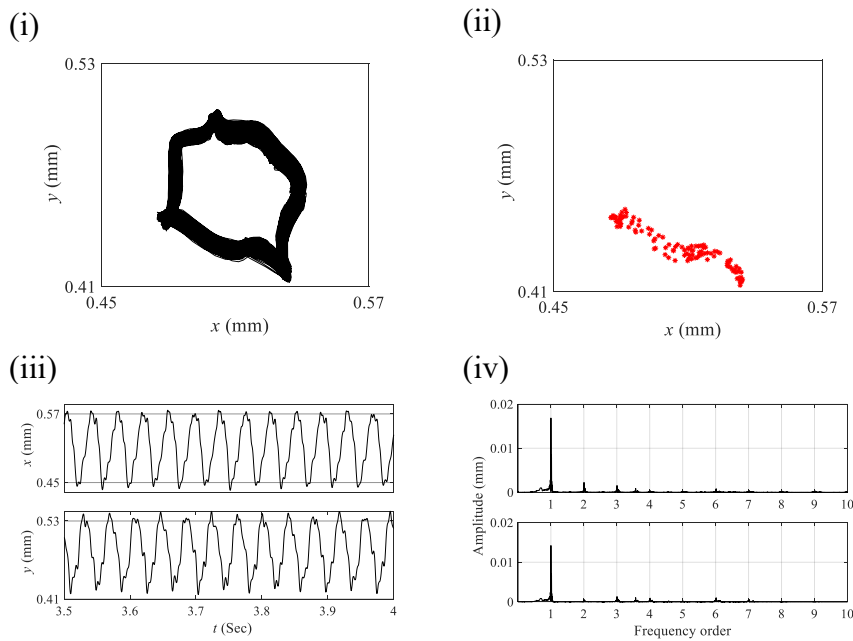 (i)
0.53
y (mm)
0.41
0.45
0.57
x (mm)
(ii)
0.53
y (mm)
0.41
0.45
0.57
x (mm)
(iii)
0.57
x (mm)
0.45
0.53
y (mm)
0.41
3.5 3.6 3.7 3.8 3.9 4
t (Sec)
(iv)
0.02
0.01
0
1 2 3 4 5 6 7 8 9 10
Amplitude (mm)
0.02
0.01
0
1 2 3 4 5 6 7 8 9 10
Frequency order